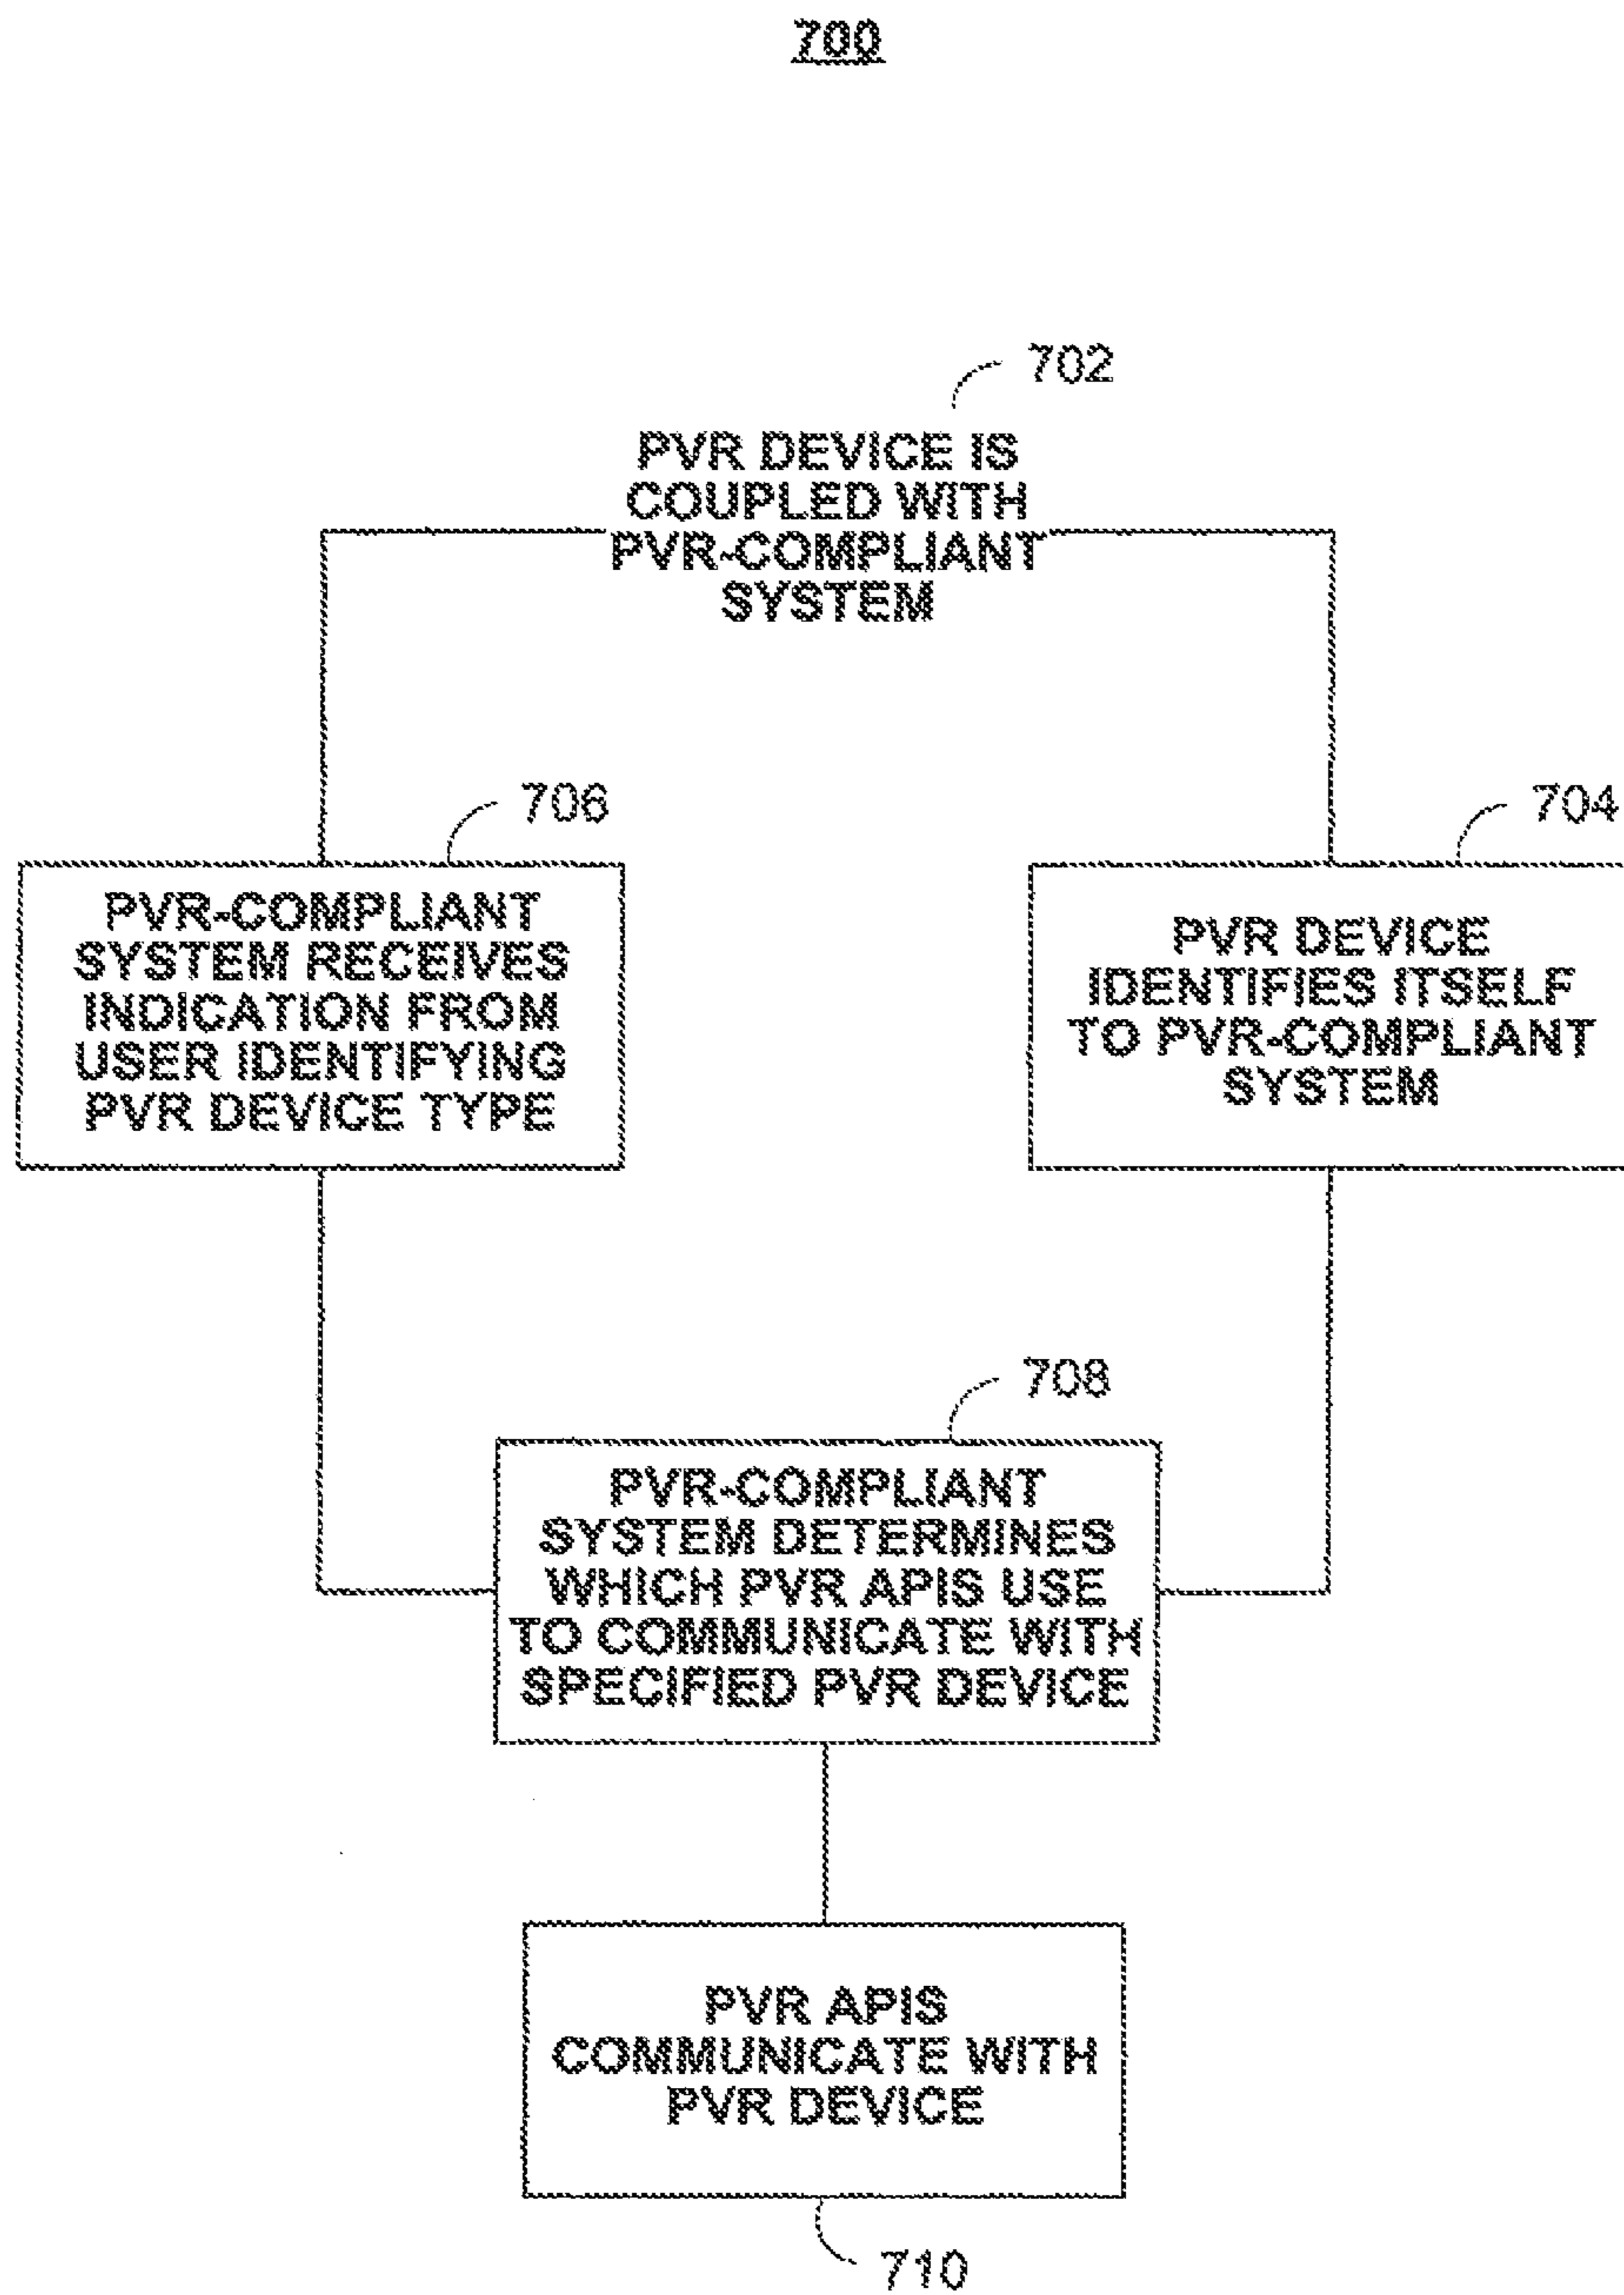 700
702
PVR DEVICE IS
COUPLED WITH
PVR-COMPLIANT
SYSTEM
706
PVR-COMPLIANT
SYSTEM RECEIVES
INDICATION FROM
USER IDENTIFYING
PVR DEVICE TYPE
704
PVR DEVICE
IDENTIFIES ITSELF
TO PVR-COMPLIANT
SYSTEM
708
PVR-COMPLIANT
SYSTEM DETERMINES
WHICH PVR APIS USE
TO COMMUNICATE WITH
SPECIFIED PVR DEVICE
PVR APIS
COMMUNICATE WITH
PVR DEVICE
710